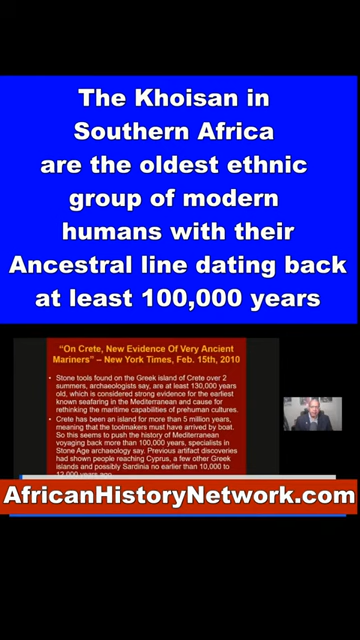 The Khoisan in
Southern Africa
are the oldest ethnic
group of modern
humans with their
Ancestral line dating back
at least 100,000 years
"On Crete, New Evidence Of Very Ancient
Mariners" – New York Times, Feb. 15th, 2010
Stone tools found on the Greek island of Crete over 2
summers, archaeologists say, are at least 130,000 years
old, which is considered strong evidence for the earliest
known seafaring in the Mediterranean and cause for
rethinking the maritime capabilities of prehuman cultures.
Crete has been an island for more than 5 million years,
meaning that the toolmakers must have arrived by boat.
So this seems to push the history of Mediterranean
voyaging back more than 100,000 years, specialists in
Stone Age archaeology say. Previous artifact discoveries
had shown people reaching Cyprus, a few other Greek
islands and possibly Sardinia no earlier than 10,000 to
12,000 years ago
AfricanHistoryNetwork.com